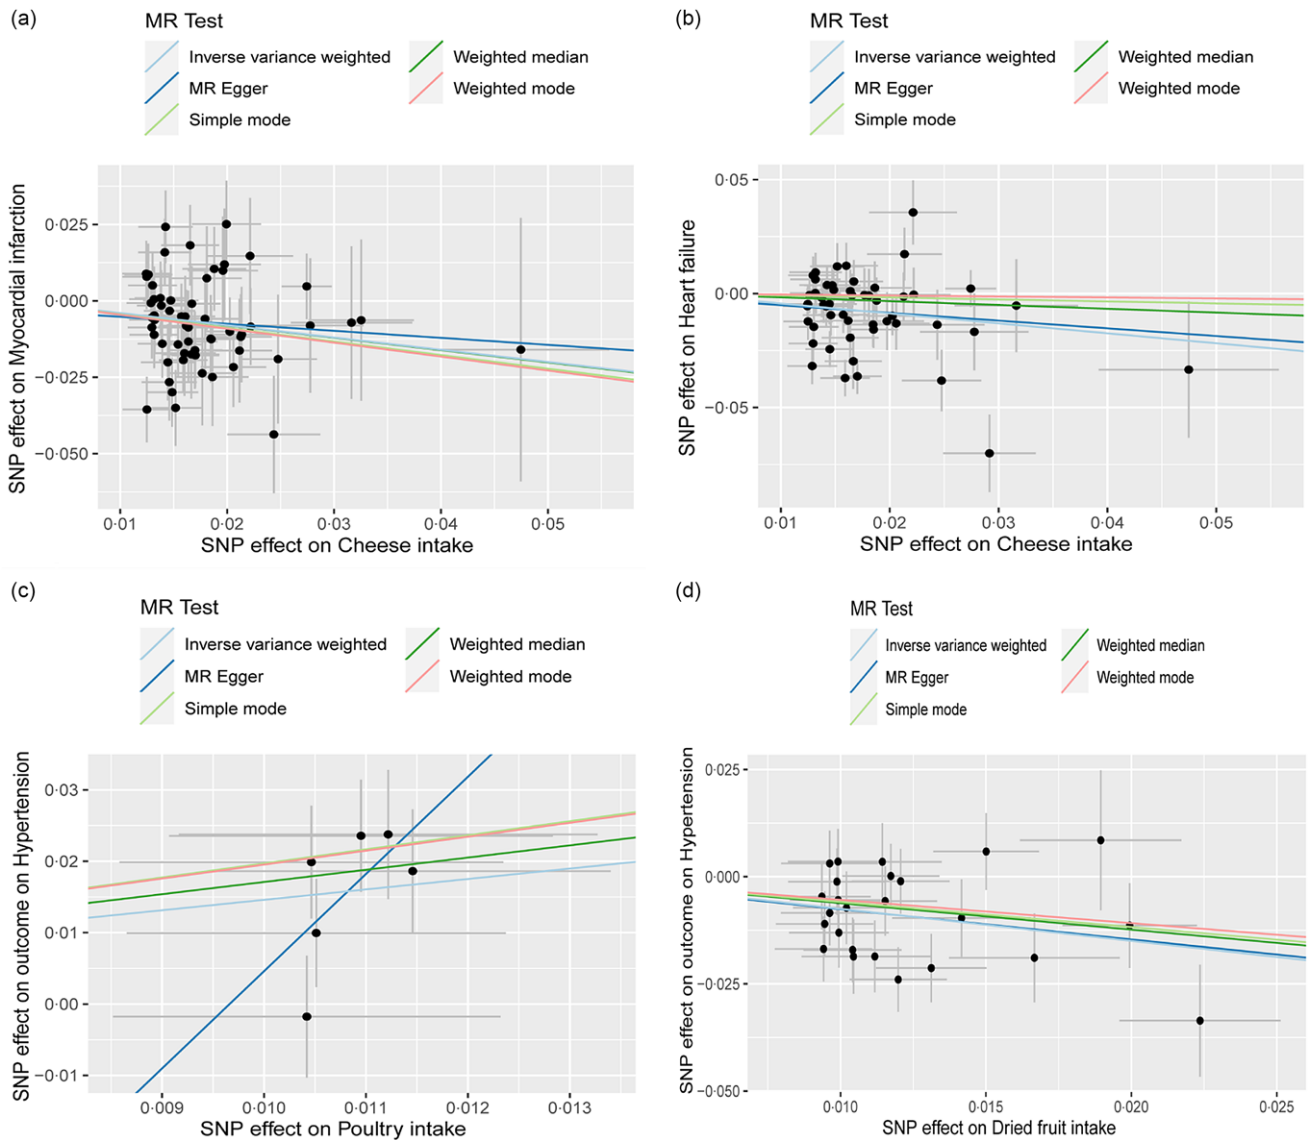 (a)
MR Test
Inverse variance weighted
Weighted median
MR Egger
Weighted mode
Simple mode
SNP effect on Myocardial infarction
0·025
0·000
−0·025
−0·050
0·01 0·02 0·03 0·04 0·05
SNP effect on Cheese intake
(b)
MR Test
Inverse variance weighted
Weighted median
MR Egger
Weighted mode
Simple mode
SNP effect on Heart failure
0·05
0·00
−0·05
0·01 0·02 0·03 0·04 0·05
SNP effect on Cheese intake
(c)
MR Test
Inverse variance weighted
Weighted median
MR Egger
Weighted mode
Simple mode
SNP effect on outcome on Hypertension
0·03
0·02
0·01
0·00
−0·01
0·009 0·010 0·011 0·012 0·013
SNP effect on Poultry intake
(d)
MR Test
Inverse variance weighted
Weighted median
MR Egger
Weighted mode
Simple mode
SNP effect on outcome on Hypertension
0·025
0·000
−0·025
−0·050
0·010 0·015 0·020 0·025
SNP effect on Dried fruit intake